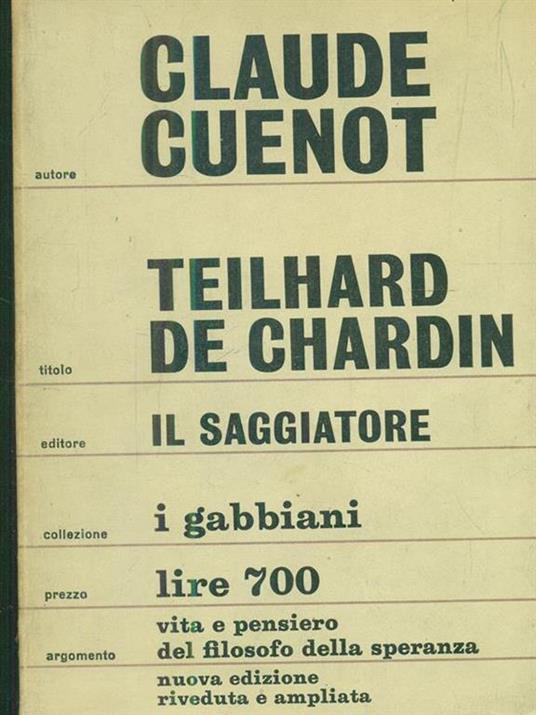 CLAUDE
CUENOT
autore
TEILHARD
DE CHARDIN
titolo
editore IL SAGGIATORE
collezione i gabbiani
prezzo lire 700
vita e pensiero
argomento del filosofo della speranza
nuova edizione
riveduta e ampliata